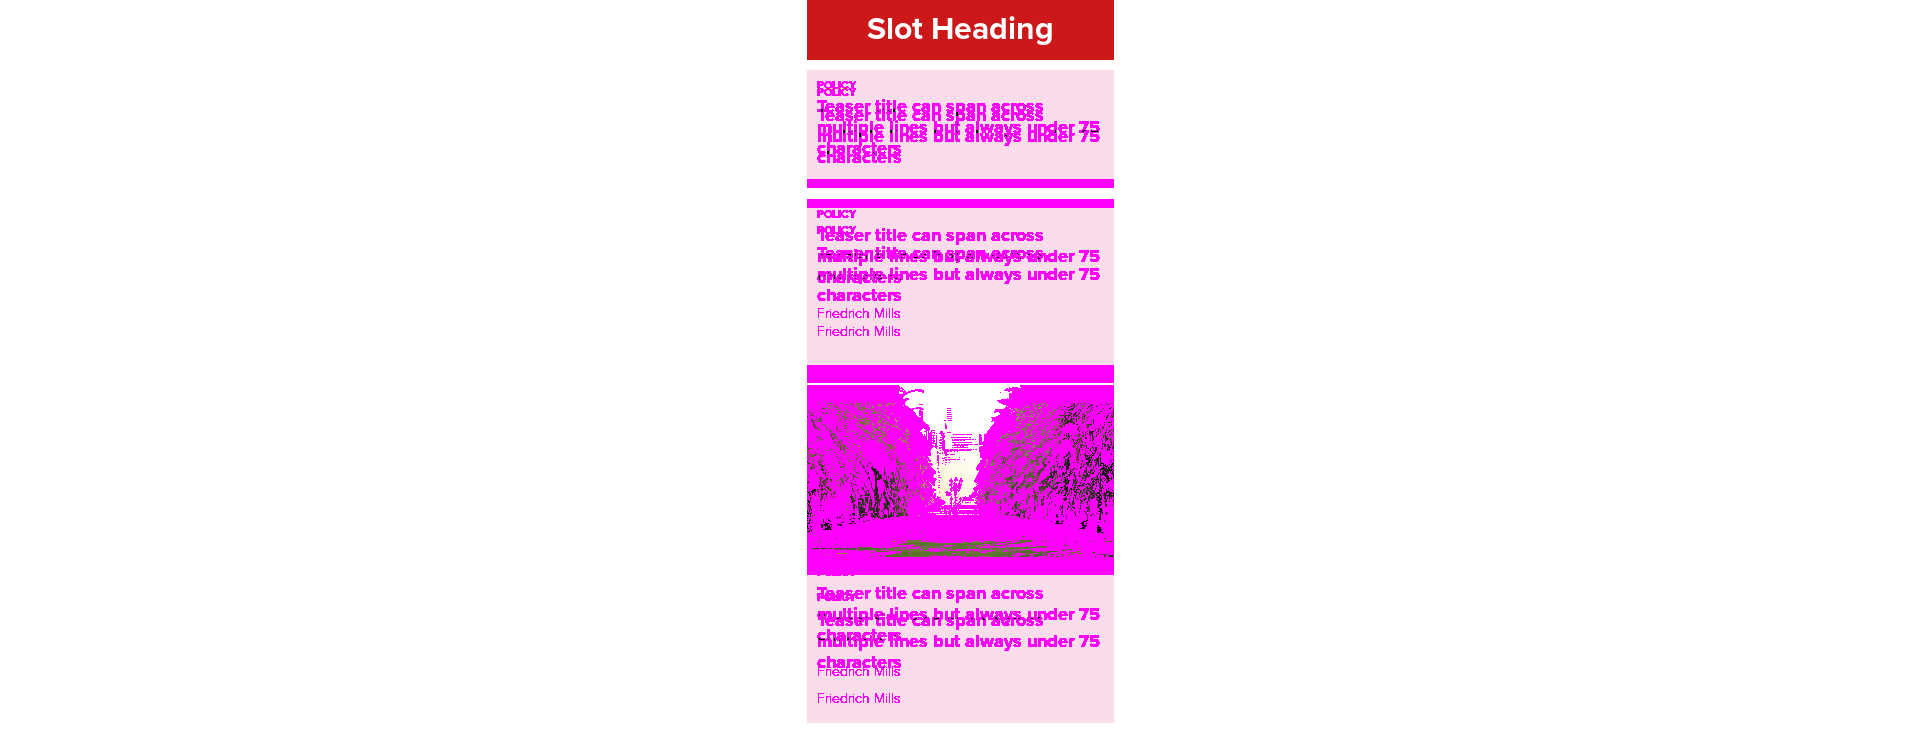 Slot Heading
POLICY
POLICY
Teaser title can span across
Teaser title can span across
multiple lines but always under 75
multiple lines but always under 75
characters
characters
POLICY
POLICY
Teaser title can span across
Teaser title can span across
multiple lines but always under 75
multiple lines but always under 75
characters
characters
Friedrich Mills
Friedrich Mills
Teaser title can span across
POLICY
multiple lines but always under 75
Teaser title can span across
characters
multiple lines but always under 75
characters
Friedrich Mills
Friedrich Mills